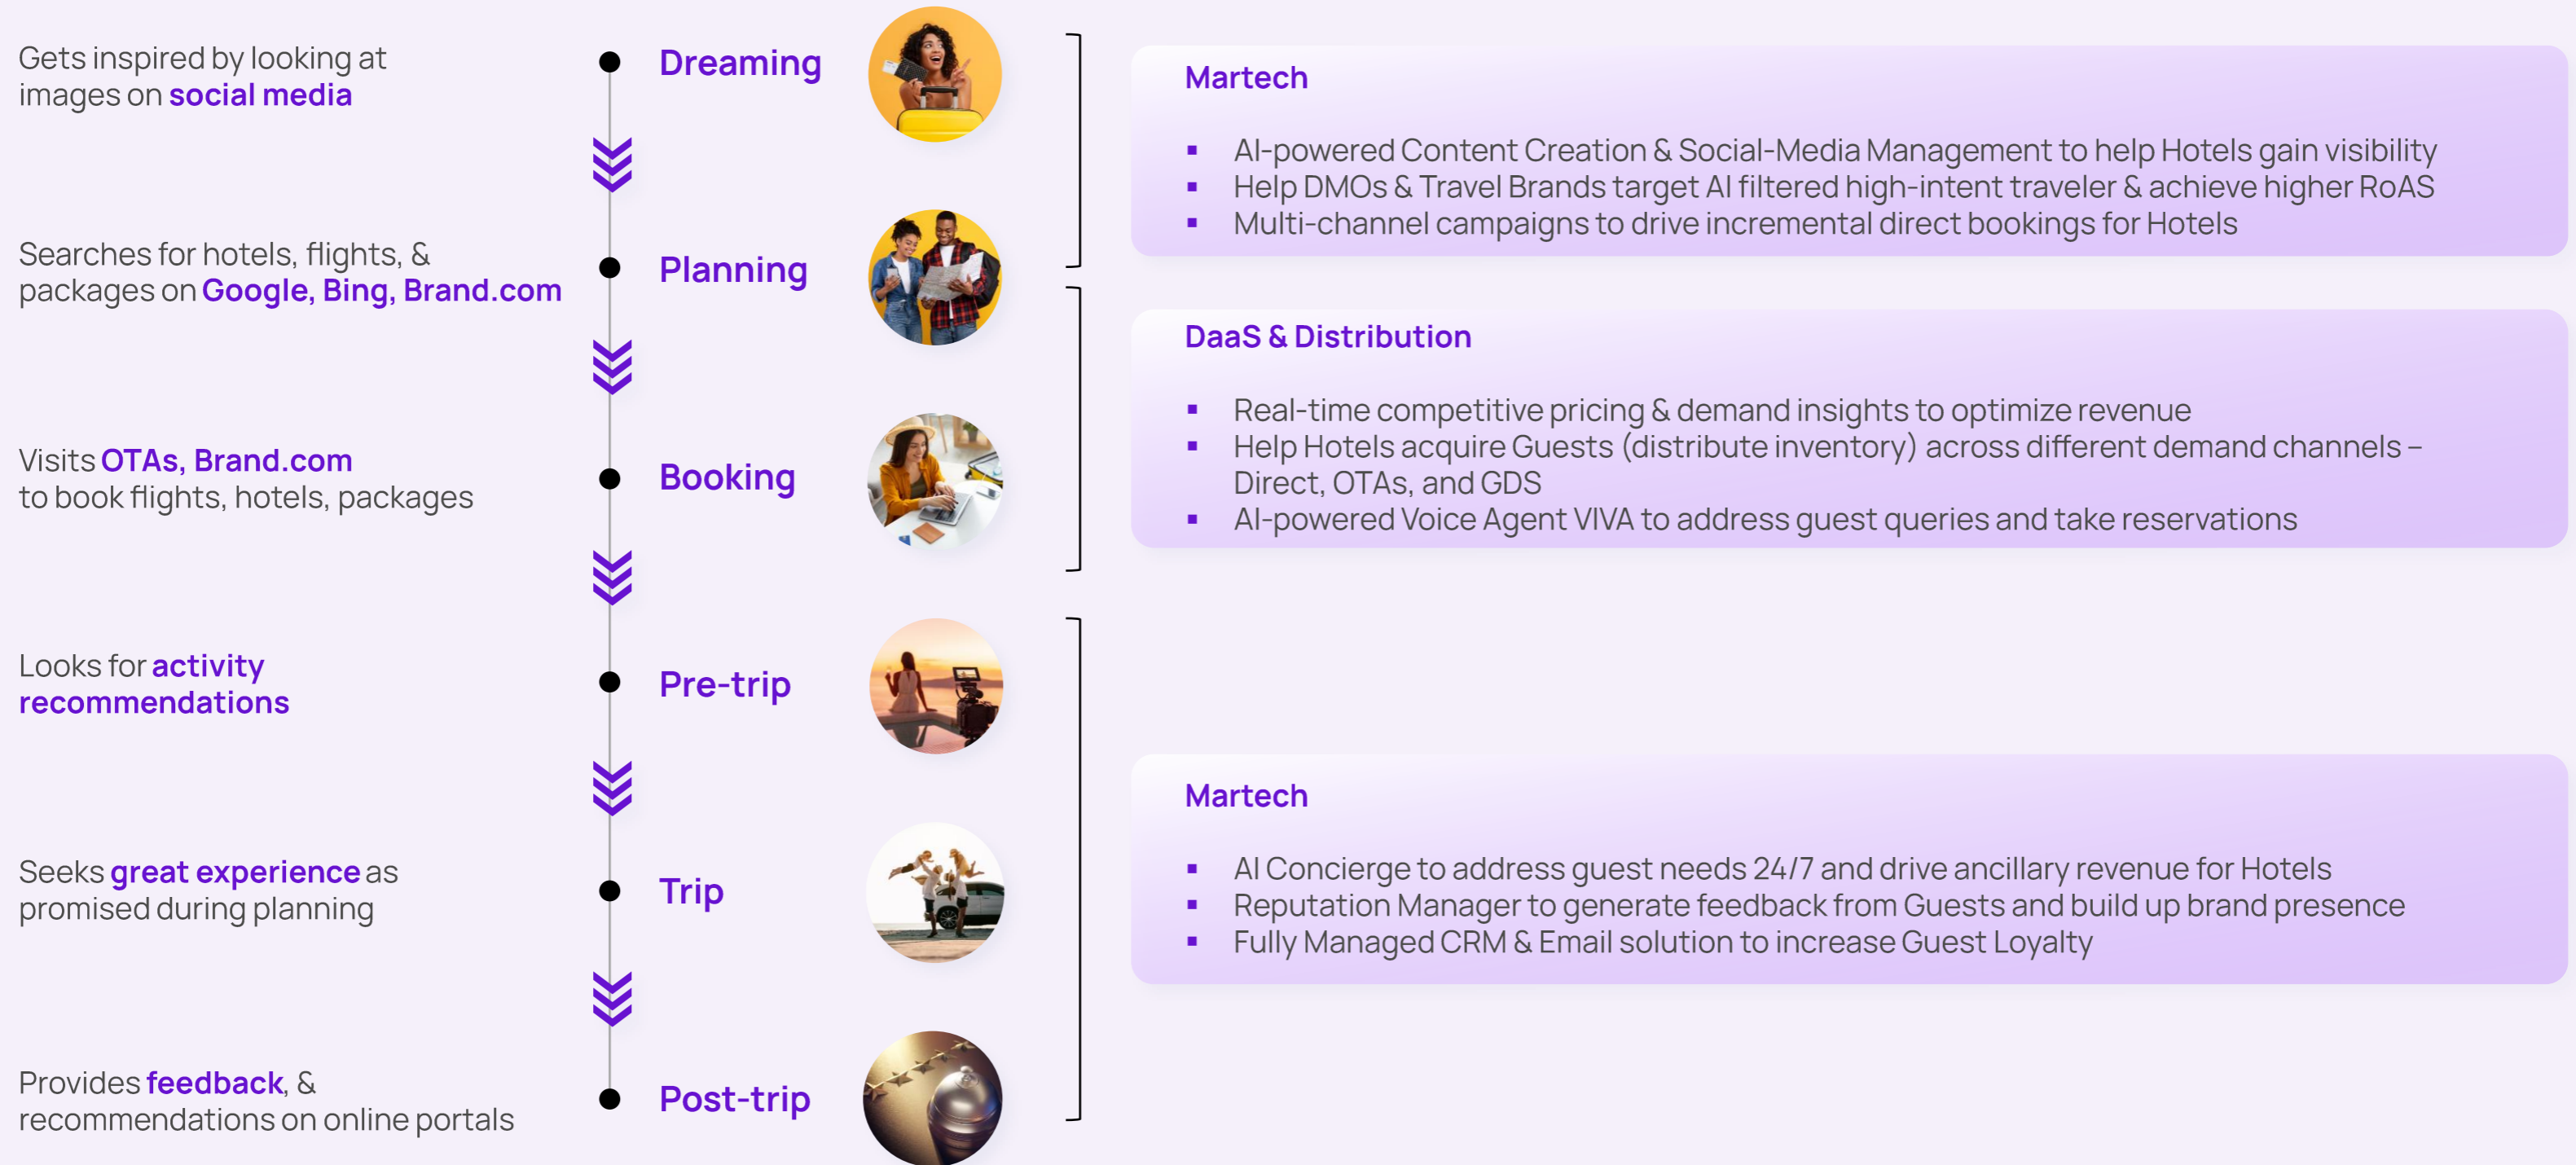 Gets inspired by looking at
images on social media
Dreaming
Searches for hotels, flights, &
packages on Google, Bing, Brand.com
Planning
Visits OTAs, Brand.com
to book flights, hotels, packages
Booking
Looks for activity
recommendations
Pre-trip
Seeks great experience as
promised during planning
Trip
Provides feedback, &
recommendations on online portals
Post-trip
Martech
▪ AI-powered Content Creation & Social-Media Management to help Hotels gain visibility
▪ Help DMOs & Travel Brands target AI filtered high-intent traveler & achieve higher RoAS
▪ Multi-channel campaigns to drive incremental direct bookings for Hotels
DaaS & Distribution
▪ Real-time competitive pricing & demand insights to optimize revenue
▪ Help Hotels acquire Guests (distribute inventory) across different demand channels –
Direct, OTAs, and GDS
▪ AI-powered Voice Agent VIVA to address guest queries and take reservations
Martech
▪ AI Concierge to address guest needs 24/7 and drive ancillary revenue for Hotels
▪ Reputation Manager to generate feedback from Guests and build up brand presence
▪ Fully Managed CRM & Email solution to increase Guest Loyalty